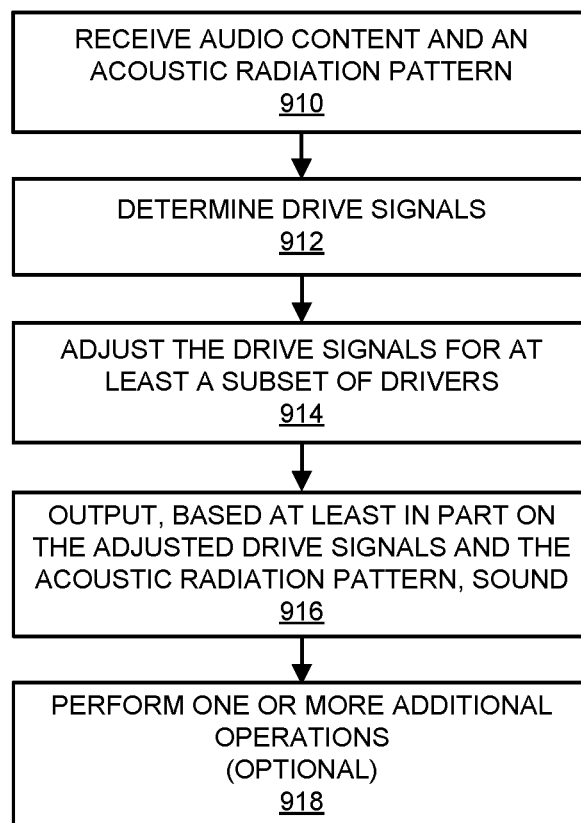 RECEIVE AUDIO CONTENT AND AN
ACOUSTIC RADIATION PATTERN
910
DETERMINE DRIVE SIGNALS
912
ADJUST THE DRIVE SIGNALS FOR AT
LEAST A SUBSET OF DRIVERS
914
OUTPUT, BASED AT LEAST IN PART ON
THE ADJUSTED DRIVE SIGNALS AND THE
ACOUSTIC RADIATION PATTERN, SOUND
916
PERFORM ONE OR MORE ADDITIONAL
OPERATIONS
(OPTIONAL)
918